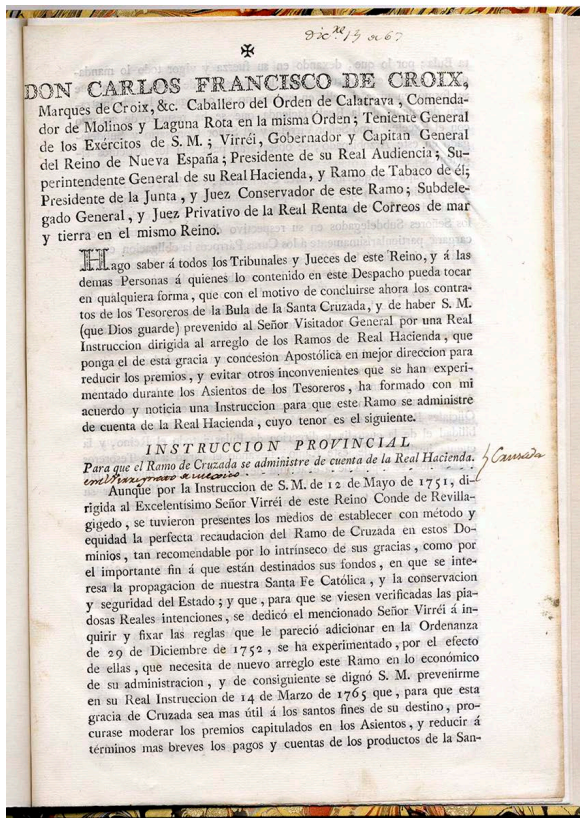 Dic.re 15 de 67
✠
DON CARLOS FRANCISCO DE CROIX,
Marques de Croix, &c. Caballero del Órden de Calatrava, Comenda-
dor de Molinos y Laguna Rota en la misma Órden; Teniente General
de los Exércitos de S. M.; Virréi, Gobernador y Capitan General
del Reino de Nueva España; Presidente de su Real Audiencia; Su-
perintendente General de su Real Hacienda, y Ramo de Tabaco de él;
Presidente de la Junta, y Juez Conservador de este Ramo; Subdele-
gado General, y Juez Privativo de la Real Renta de Correos de mar
y tierra en el mismo Reino.
Hago saber á todos los Tribunales y Jueces de este Reino, y á las
demas Personas á quienes lo contenido en este Despacho pueda tocar
en qualquiera forma, que con el motivo de concluirse ahora los contra-
tos de los Tesoreros de la Bula de la Santa Cruzada, y de haber S. M.
(que Dios guarde) prevenido al Señor Visitador General por una Real
Instruccion dirigida al arreglo de los Ramos de Real Hacienda, que
ponga el de esta gracia y concesion Apostólica en mejor direccion para
reducir los premios, y evitar otros inconvenientes que se han experi-
mentado durante los Asientos de los Tesoreros, ha formado con mi
acuerdo y noticia una Instruccion para que este Ramo se administre
de cuenta de la Real Hacienda, cuyo tenor es el siguiente.
INSTRUCCION PROVINCIAL
Para que el Ramo de Cruzada se administre de cuenta de la Real Hacienda.
Cruzada
Aunque por la Instruccion de S. M. de 12 de Mayo de 1751, di-
rigida al Excelentisimo Señor Virréi de este Reino Conde de Revilla-
gigedo, se tuvieron presentes los medios de establecer con método y
equidad la perfecta recaudacion del Ramo de Cruzada en estos Do-
minios, tan recomendable por lo intrínseco de sus gracias, como por
el importante fin á que están destinados sus fondos, en que se inte-
resa la propagacion de nuestra Santa Fe Católica, y la conservacion
y seguridad del Estado; y que, para que se viesen verificadas las pia-
dosas Reales intenciones, se dedicó el mencionado Señor Virréi á in-
quirir y fixar las reglas que le pareció adicionar en la Ordenanza
de 29 de Diciembre de 1752, se ha experimentado, por el efecto
de ellas, que necesita de nuevo arreglo este Ramo en lo económico
de su administracion, y de consiguiente se dignó S. M. prevenirme
en su Real Instruccion de 14 de Marzo de 1765 que, para que esta
gracia de Cruzada sea mas útil á los santos fines de su destino, pro-
curase moderar los premios capitulados en los Asientos, y reducir á
términos mas breves los pagos y cuentas de los productos de la San-